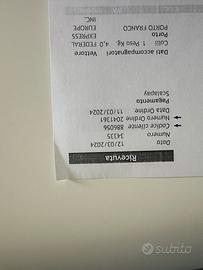 Ricevuta
Data 12/03/2024
Numero 34335
Codice cliente 886056
Numero Ordine 2041361
Data Ordine 11/03/2024
Pagamento
Scalapay
Dati accompagnatori Vettore
Colli 1 Peso Kg. 4,0 FEDERAL
Porto EXPRESS
PORTO FRANCO EUROPE
INC.
subito